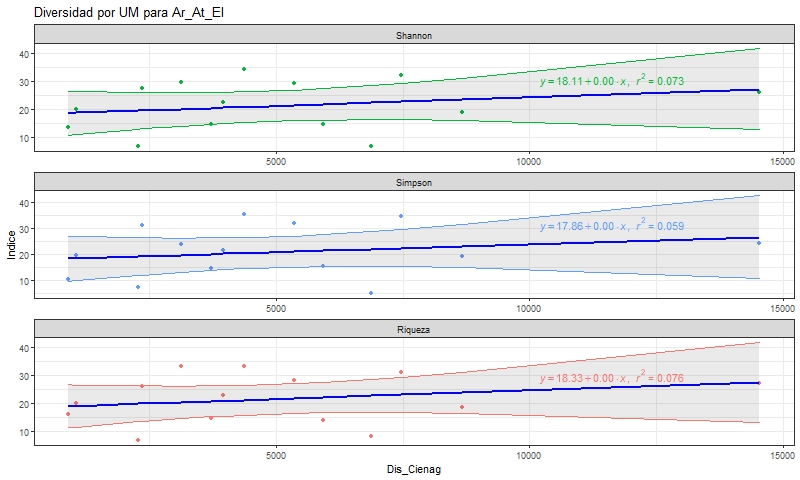 Diversidad por UM para Ar_At_El
Shannon
40
30
20
10
y = 18.11 + 0.00 · x, r² = 0.073
5000
10000
15000
Simpson
40
30
20
10
y = 17.86 + 0.00 · x, r² = 0.059
5000
10000
15000
Indice
Riqueza
40
30
20
10
y = 18.33 + 0.00 · x, r² = 0.076
5000
10000
15000
Dis_Cienag